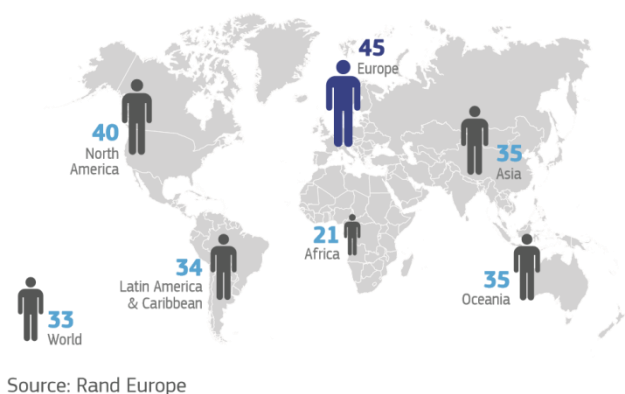 45
Europe
40
North
America
35
Asia
21
Africa
34
Latin America
& Caribbean
35
Oceania
33
World
Source: Rand Europe